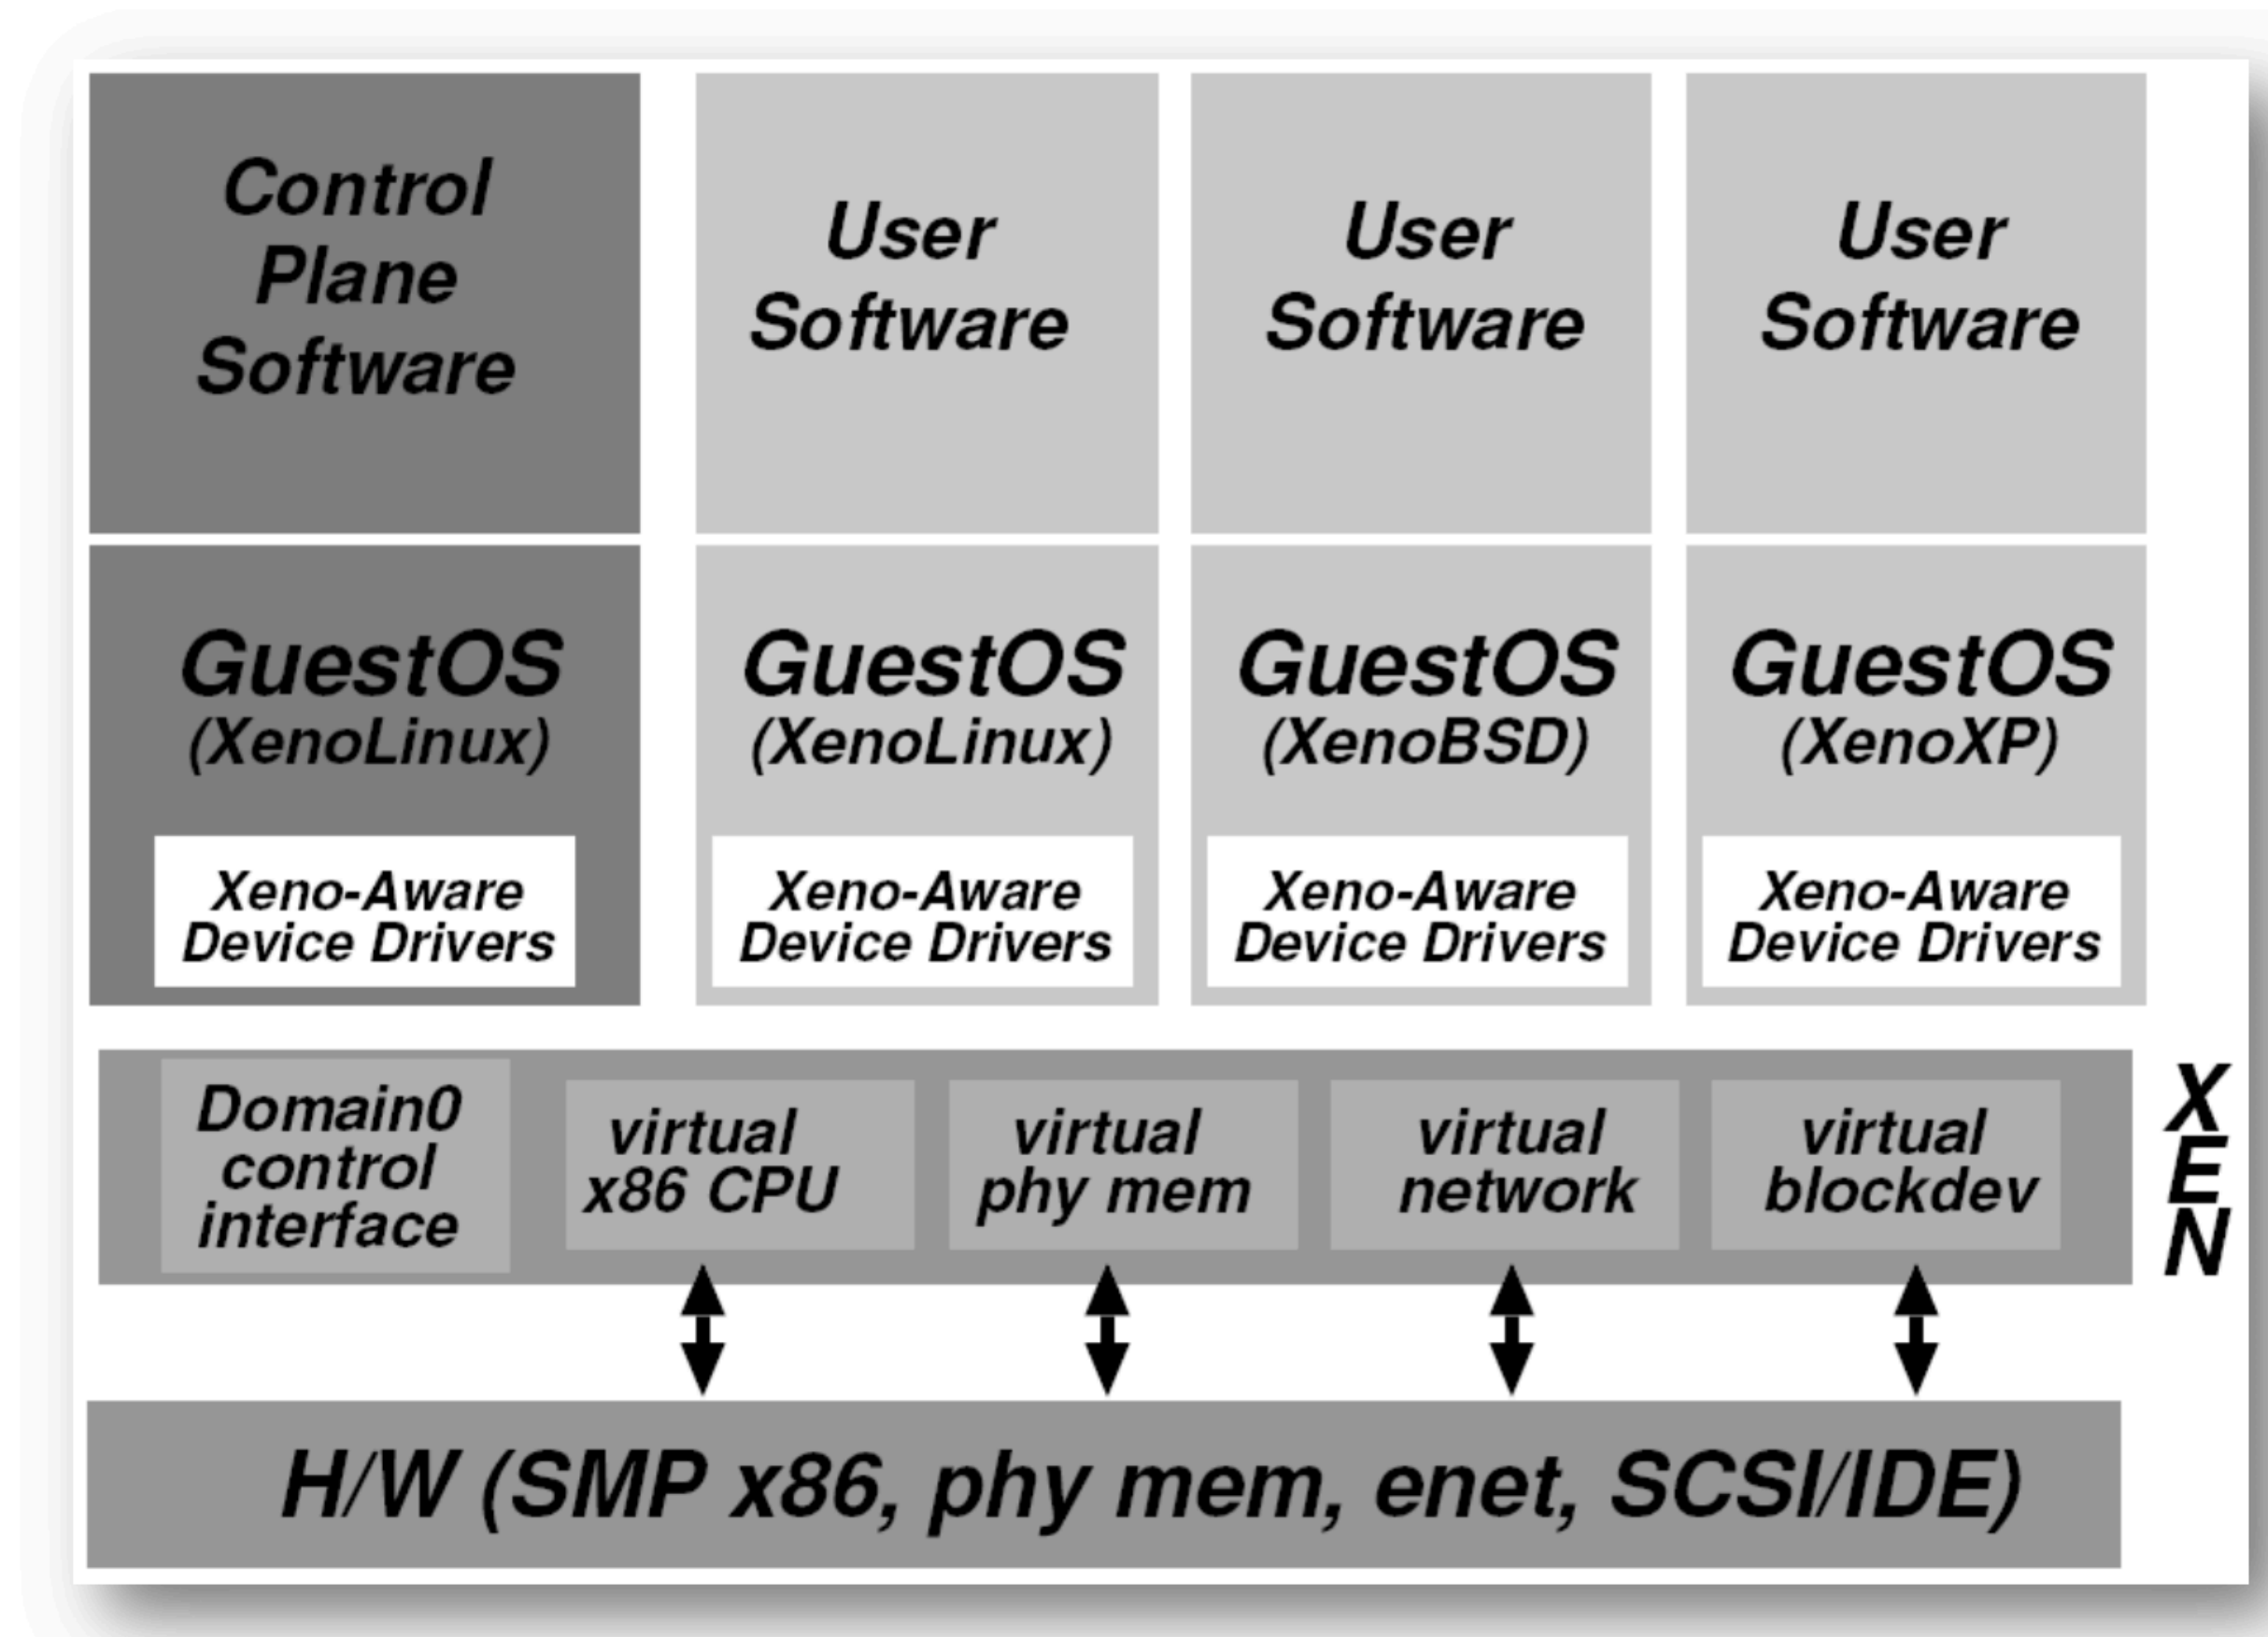 Control
Plane
Software
User
Software
User
Software
User
Software
GuestOS
(XenoLinux)
Xeno-Aware
Device Drivers
GuestOS
(XenoLinux)
Xeno-Aware
Device Drivers
GuestOS
(XenoBSD)
Xeno-Aware
Device Drivers
GuestOS
(XenoXP)
Xeno-Aware
Device Drivers
Domain0
control
interface
virtual
x86 CPU
virtual
phy mem
virtual
network
virtual
blockdev
X
E
N
H/W (SMP x86, phy mem, enet, SCSI/IDE)